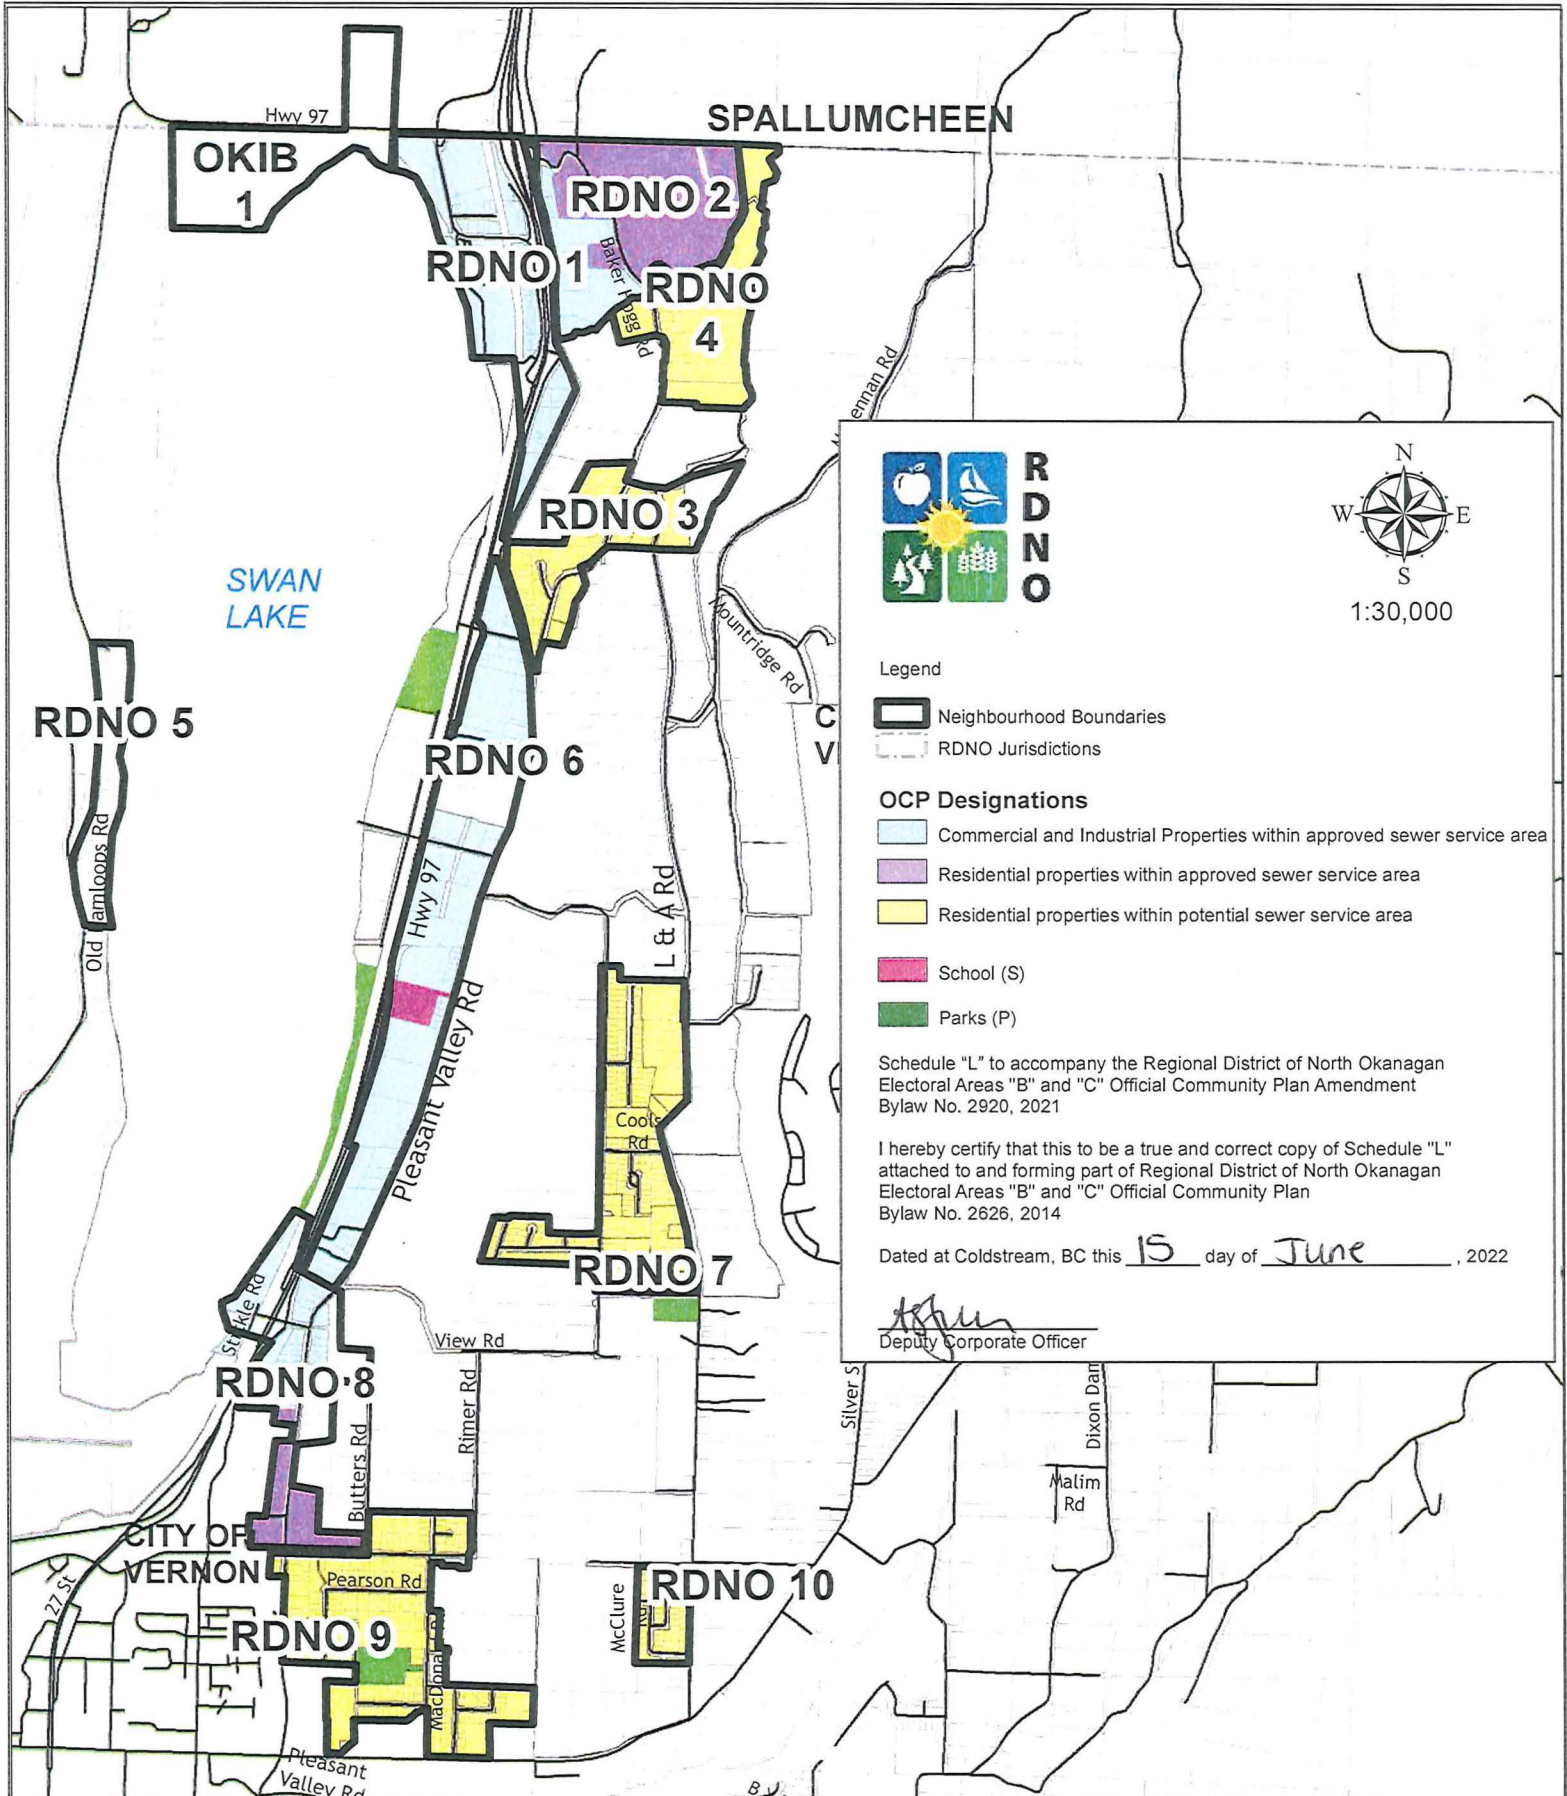 Hwy 97
SPALLUMCHEEN
OKIB
1
RDNO 2
RDNO 1
Baker Hogg Rd
RDNO
4
RDNO 3
SWAN
LAKE
Mountridge Rd
RDNO 5
RDNO 6
Old Kamloops Rd
Hwy 97
L & A Rd
Pleasant Valley Rd
Cools
Rd
RDNO 7
Stickle Rd
View Rd
RDNO 8
Rimer Rd
Butters Rd
Silver S
Dixon Dam
Malim
Rd
CITY OF
VERNON
27 St
Pearson Rd
RDNO 9
McClure
RDNO 10
Pleasant
Valley Rd
R
D
N
O
N
W E
S
1:30,000
Legend
Neighbourhood Boundaries
RDNO Jurisdictions
OCP Designations
Commercial and Industrial Properties within approved sewer service area
Residential properties within approved sewer service area
Residential properties within potential sewer service area
School (S)
Parks (P)
Schedule "L" to accompany the Regional District of North Okanagan
Electoral Areas "B" and "C" Official Community Plan Amendment
Bylaw No. 2920, 2021
I hereby certify that this to be a true and correct copy of Schedule "L"
attached to and forming part of Regional District of North Okanagan
Electoral Areas "B" and "C" Official Community Plan
Bylaw No. 2626, 2014
Dated at Coldstream, BC this 15 day of June, 2022
Deputy Corporate Officer